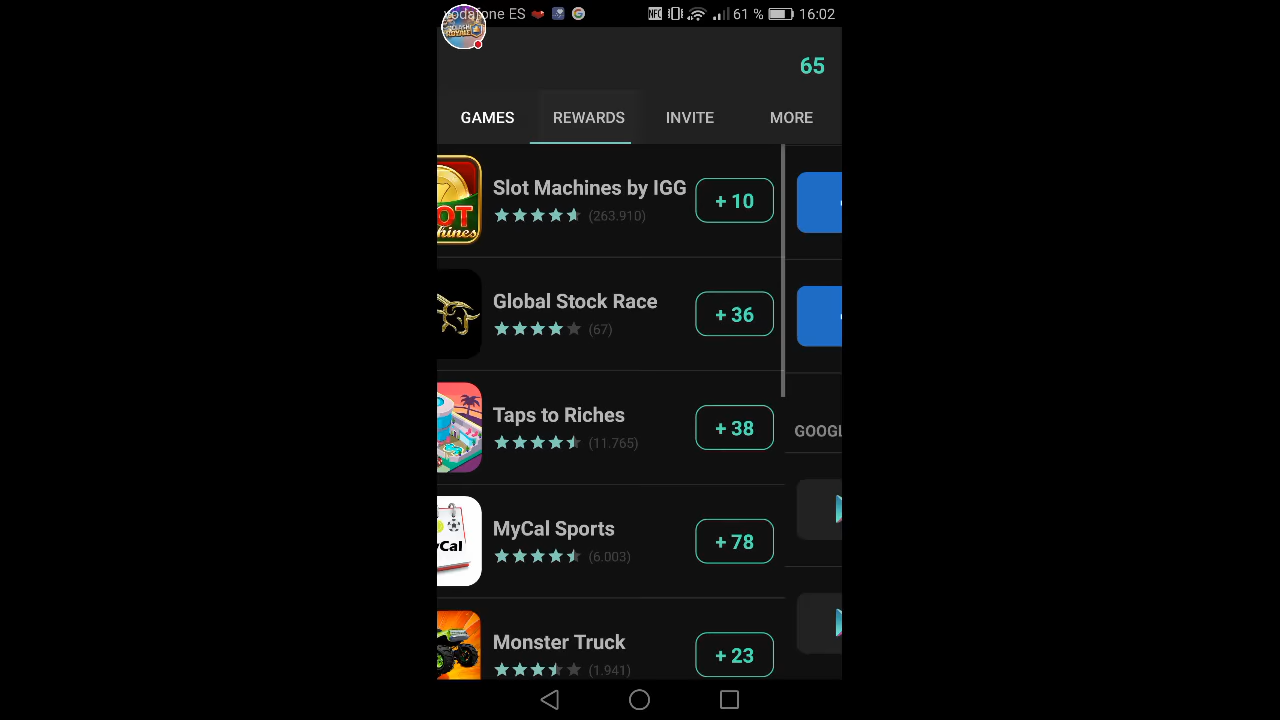 vodafone ES
61 %
16:02
ROYALE
65
GAMES
REWARDS
INVITE
MORE
Slot Machines by IGG
(263.910)
+ 10
Global Stock Race
(67)
+ 36
Taps to Riches
(11.765)
+ 38
GOOGL
MyCal Sports
(6.003)
+ 78
Monster Truck
(1.941)
+ 23